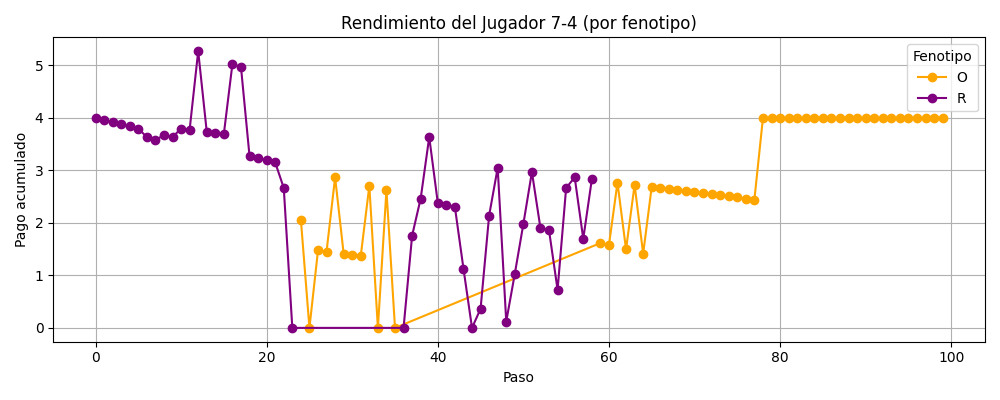 Rendimiento del Jugador 7-4 (por fenotipo)
Pago acumulado
5
4
3
2
1
0
0 20 40 60 80 100
Paso
Fenotipo
O
R